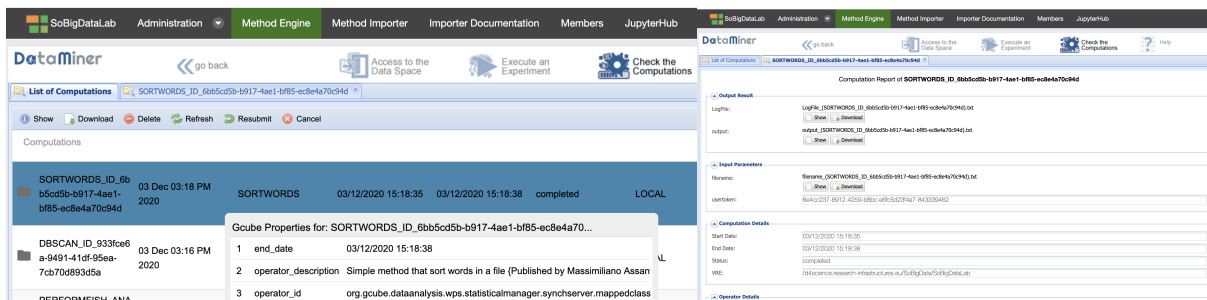 SoBigDataLab Administration Method Engine Method Importer Importer Documentation Members JupyterHub
DataMiner
go back
Access to the Data Space
Execute an Experiment
Check the Computations
List of Computations
SORTWORDS_ID_6bb5cd5b-b917-4ae1-bf85-ec8e4a70c94d
Show Download Delete Refresh Resubmit Cancel
Computations
SORTWORDS_ID_6b
b5cd5b-b917-4ae1-
bf85-ec8e4a70c94d
03 Dec 03:18 PM
2020
SORTWORDS 03/12/2020 15:18:35 03/12/2020 15:18:38 completed LOCAL
Gcube Properties for: SORTWORDS_ID_6bb5cd5b-b917-4ae1-bf85-ec8e4a70...
1 end_date 03/12/2020 15:18:38
DBSCAN_ID_933fce6
a-9491-41df-95ea-
7cb70d893d5a
03 Dec 03:16 PM
2020
2 operator_description Simple method that sort words in a file {Published by Massimiliano Assan
3 operator_id org.gcube.dataanalysis.wps.statisticalmanager.synchserver.mappedclass
PERFORMFISH_ANA
SoBigDataLab Administration Method Engine Method Importer Importer Documentation Members JupyterHub
DataMiner
go back
Access to the Data Space
Execute an Experiment
Check the Computations
Help
List of Computations
SORTWORDS_ID_6bb5cd5b-b917-4ae1-bf85-ec8e4a70c94d
Computation Report of SORTWORDS_ID_6bb5cd5b-b917-4ae1-bf85-ec8e4a70c94d
Output Result
LogFile: LogFile_(SORTWORDS_ID_6bb5cd5b-b917-4ae1-bf85-ec8e4a70c94d).txt
Show Download
output: output_(SORTWORDS_ID_6bb5cd5b-b917-4ae1-bf85-ec8e4a70c94d).txt
Show Download
Input Parameters
filename: filename_(SORTWORDS_ID_6bb5cd5b-b917-4ae1-bf85-ec8e4a70c94d).txt
Show Download
usertoken:
Computation Details
Start Date: 03/12/2020 15:18:35
End Date: 03/12/2020 15:18:38
Status: completed
VRE: /d4science.research-infrastructures.eu/SoBigData/SoBigDataLab
Operator Details